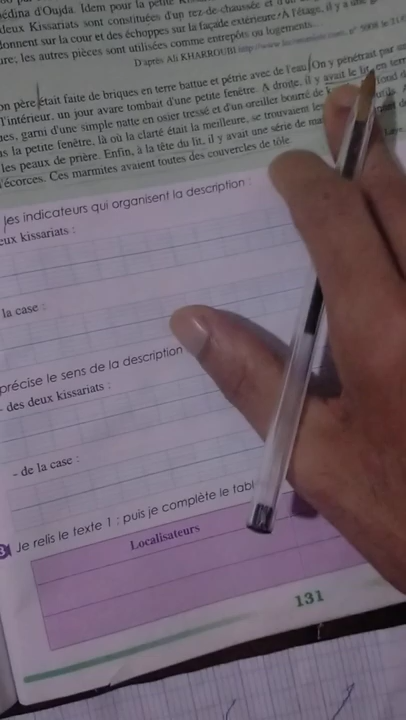 édina d'Oujda. Idem pour la petite
deux Kissariats sont constituées d'un rez-de-chaussée et d'un
donnent sur la cour et des échoppes sur la façade extérieure. A l'étage, il y a une
ure, les autres pièces sont utilisées comme entrepôts ou logements...
D'après Ali KHARROUBI
on père était faite de briques en terre battue et pétrie avec de l'eau. On y pénétrait par
l'intérieur, un jour avare tombait d'une petite fenêtre. A droite, il y avait le lit, en terre
es, garni d'une simple natte en osier tressé et d'un oreiller bourré de
us la petite fenêtre, là où la clarté était la meilleure, se trouvaient les
les peaux de prière. Enfin, à la tête du lit, il y avait une série de
'écorces. Ces marmites avaient toutes des couvercles de tôle
les indicateurs qui organisent la description :
eux kissariats :
la case :
précise le sens de la description
- des deux kissariats :
- de la case :
3 Je relis le texte 1 ; puis je complète le tabl
Localisateurs
131